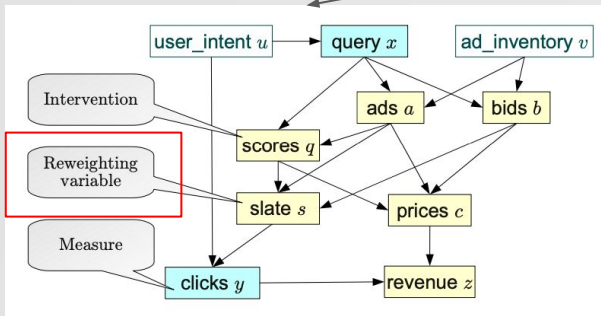 user_intent u
query x
ad_inventory v
Intervention
ads a
bids b
scores q
Reweighting
variable
slate s
prices c
Measure
clicks y
revenue z